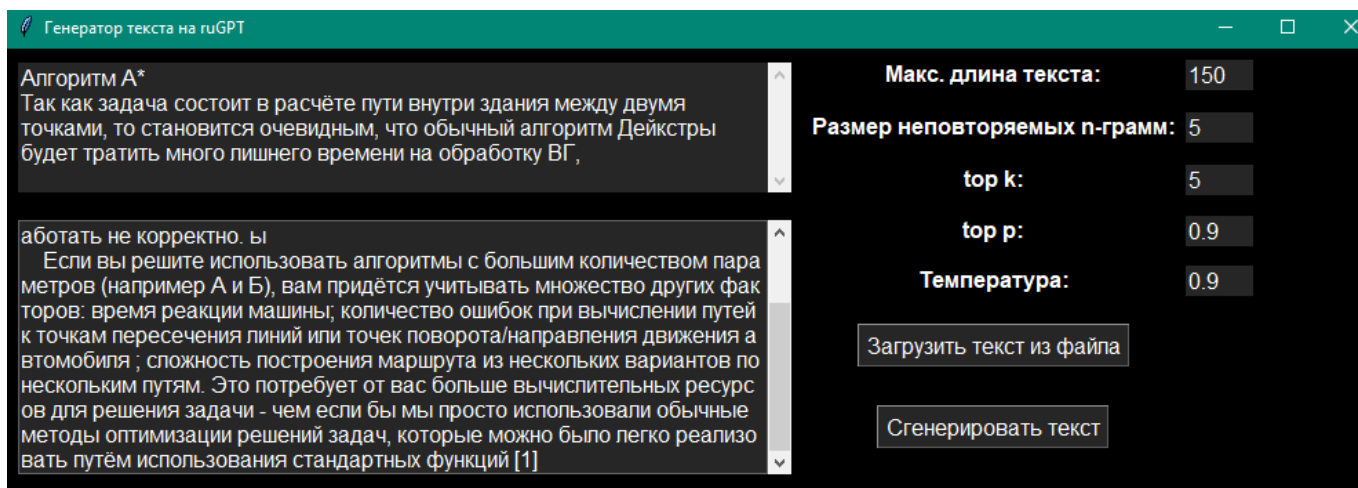 Генератор текста на ruGPT
Алгоритм А*
Так как задача состоит в расчёте пути внутри здания между двумя
точками, то становится очевидным, что обычный алгоритм Дейкстры
будет тратить много лишнего времени на обработку ВГ,
аботать не корректно. ы
Если вы решите использовать алгоритмы с большим количеством пара
метров (например А и Б), вам придётся учитывать множество других фак
торов: время реакции машины; количество ошибок при вычислении путей
к точкам пересечения линий или точек поворота/направления движения а
втомобиля ; сложность построения маршрута из нескольких вариантов по
нескольким путям. Это потребует от вас больше вычислительных ресурс
ов для решения задачи - чем если бы мы просто использовали обычные
методы оптимизации решений задач, которые можно было легко реализо
вать путём использования стандартных функций [1]
Макс. длина текста: 150
Размер неповторяемых n-грамм: 5
top k: 5
top p: 0.9
Температура: 0.9
Загрузить текст из файла
Сгенерировать текст